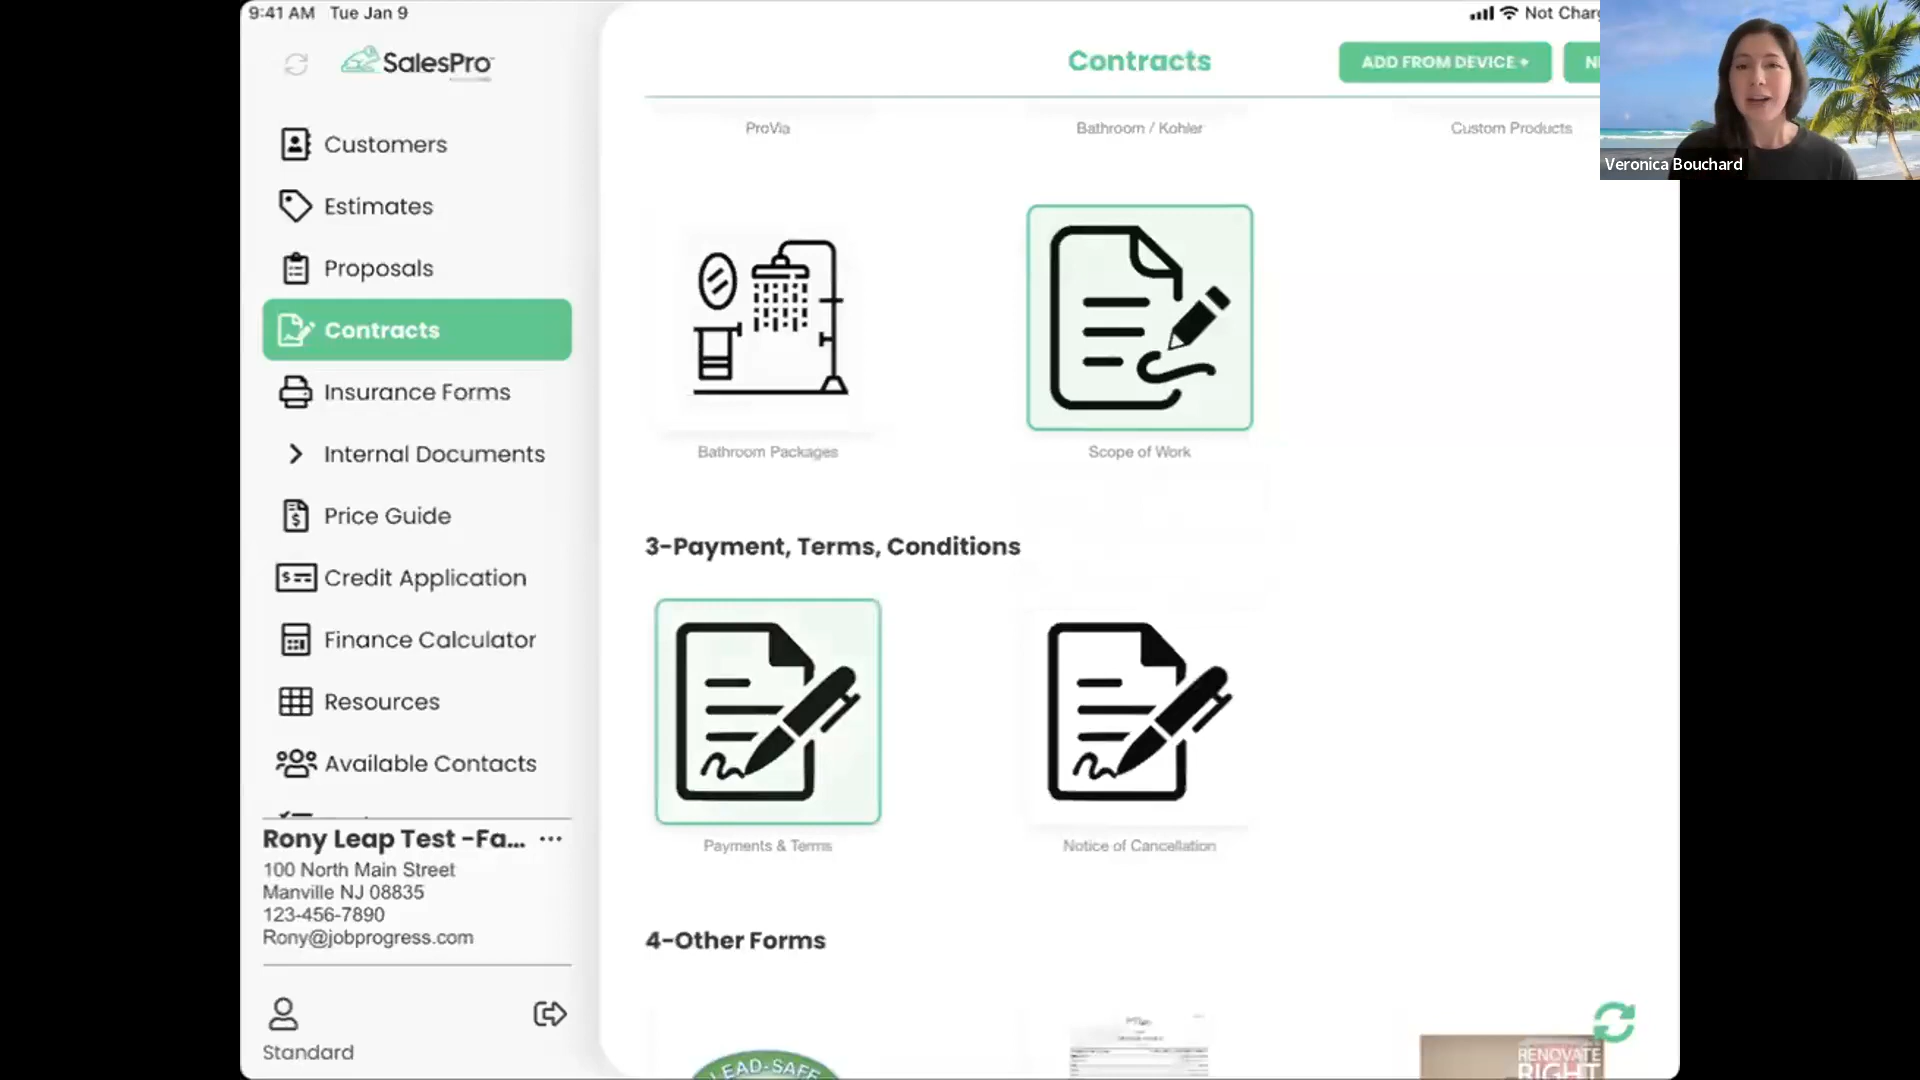 9:41 AM Tue Jan 9
Not Charg
SalesPro
Contracts
ADD FROM DEVICE +
Veronica Bouchard
Customers
Estimates
Proposals
Contracts
Insurance Forms
Internal Documents
Price Guide
Credit Application
Finance Calculator
Resources
Available Contacts
Rony Leap Test -Fa... ...
100 North Main Street
Manville NJ 08835
123-456-7890
Rony@jobprogress.com
Standard
ProVia
Bathroom / Kohler
Custom Products
Bathroom Packages
Scope of Work
3-Payment, Terms, Conditions
Payments & Terms
Notice of Cancellation
4-Other Forms
LEAD-SAFE
RENOVATE
RIGHT